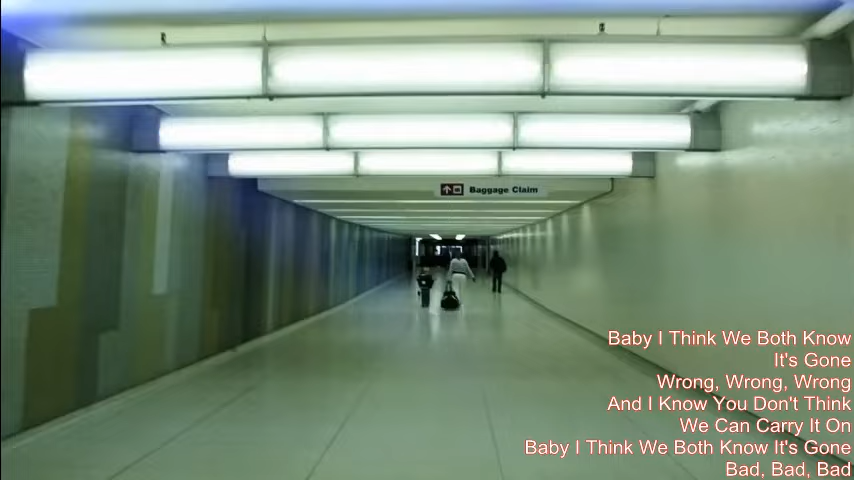 Baggage Claim
Baby I Think We Both Know
It's Gone
Wrong, Wrong, Wrong
And I Know You Don't Think
We Can Carry It On
Baby I Think We Both Know It's Gone
Bad, Bad, Bad